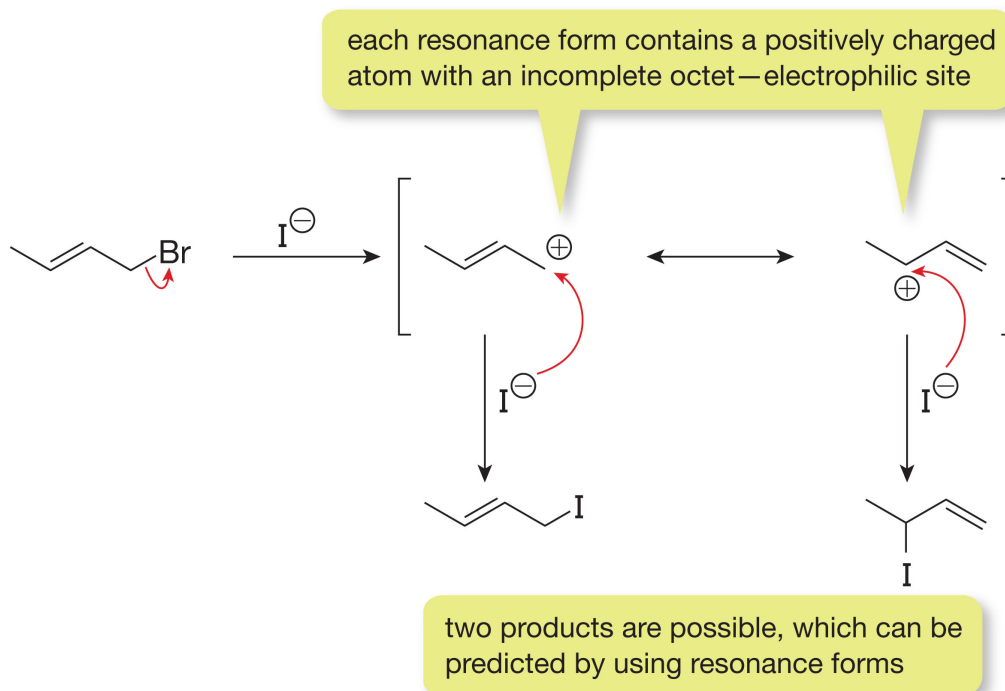 each resonance form contains a positively charged
atom with an incomplete octet—electrophilic site
Br
I⊖
⊕
⊕
I⊖
I⊖
I
I
two products are possible, which can be
predicted by using resonance forms